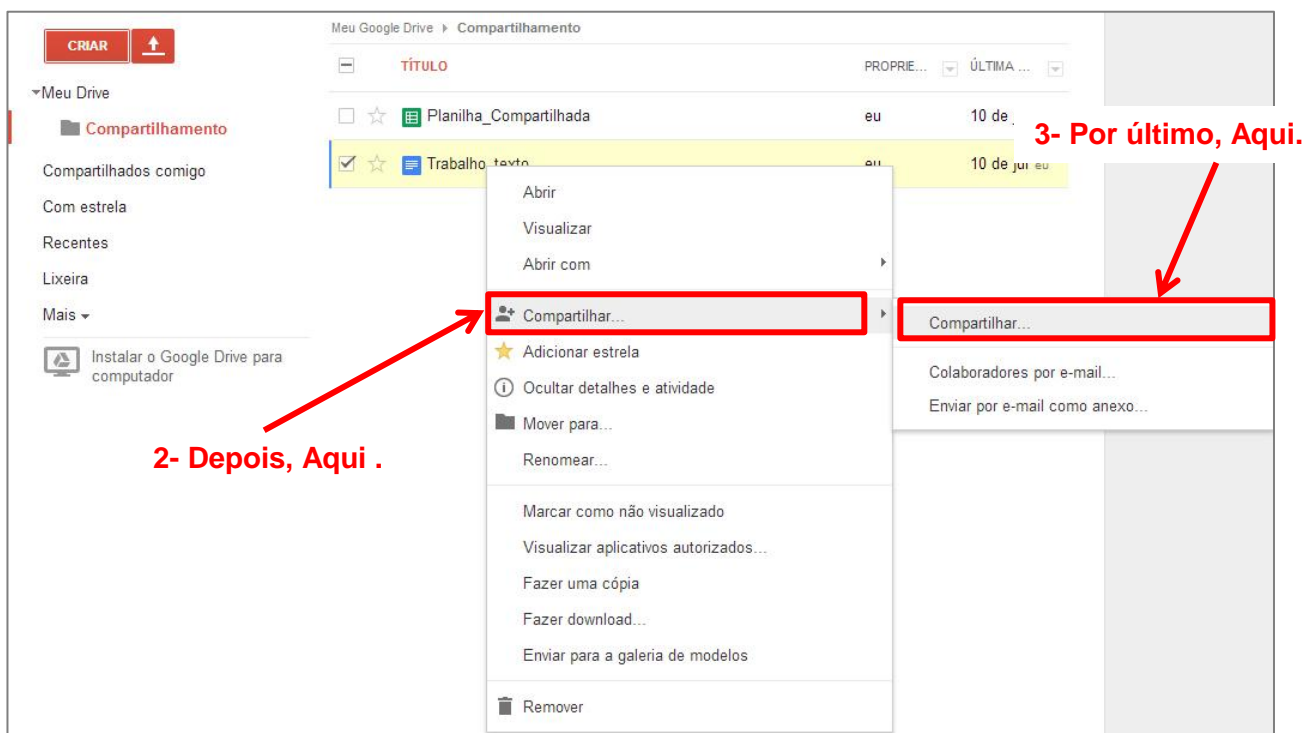 Meu Google Drive ▸ Compartilhamento
CRIAR
TÍTULO
PROPRIE...
ÚLTIMA ...
Meu Drive
Compartilhamento
Planilha_Compartilhada
eu
10 de
3- Por último, Aqui.
Trabalho_texto
eu
10 de jul eu
Compartilhados comigo
Com estrela
Recentes
Lixeira
Mais
Instalar o Google Drive para
computador
Abrir
Visualizar
Abrir com
Compartilhar...
Adicionar estrela
Ocultar detalhes e atividade
Mover para...
Renomear...
Marcar como não visualizado
Visualizar aplicativos autorizados...
Fazer uma cópia
Fazer download...
Enviar para a galeria de modelos
Remover
Compartilhar...
Colaboradores por e-mail...
Enviar por e-mail como anexo...
2- Depois, Aqui .